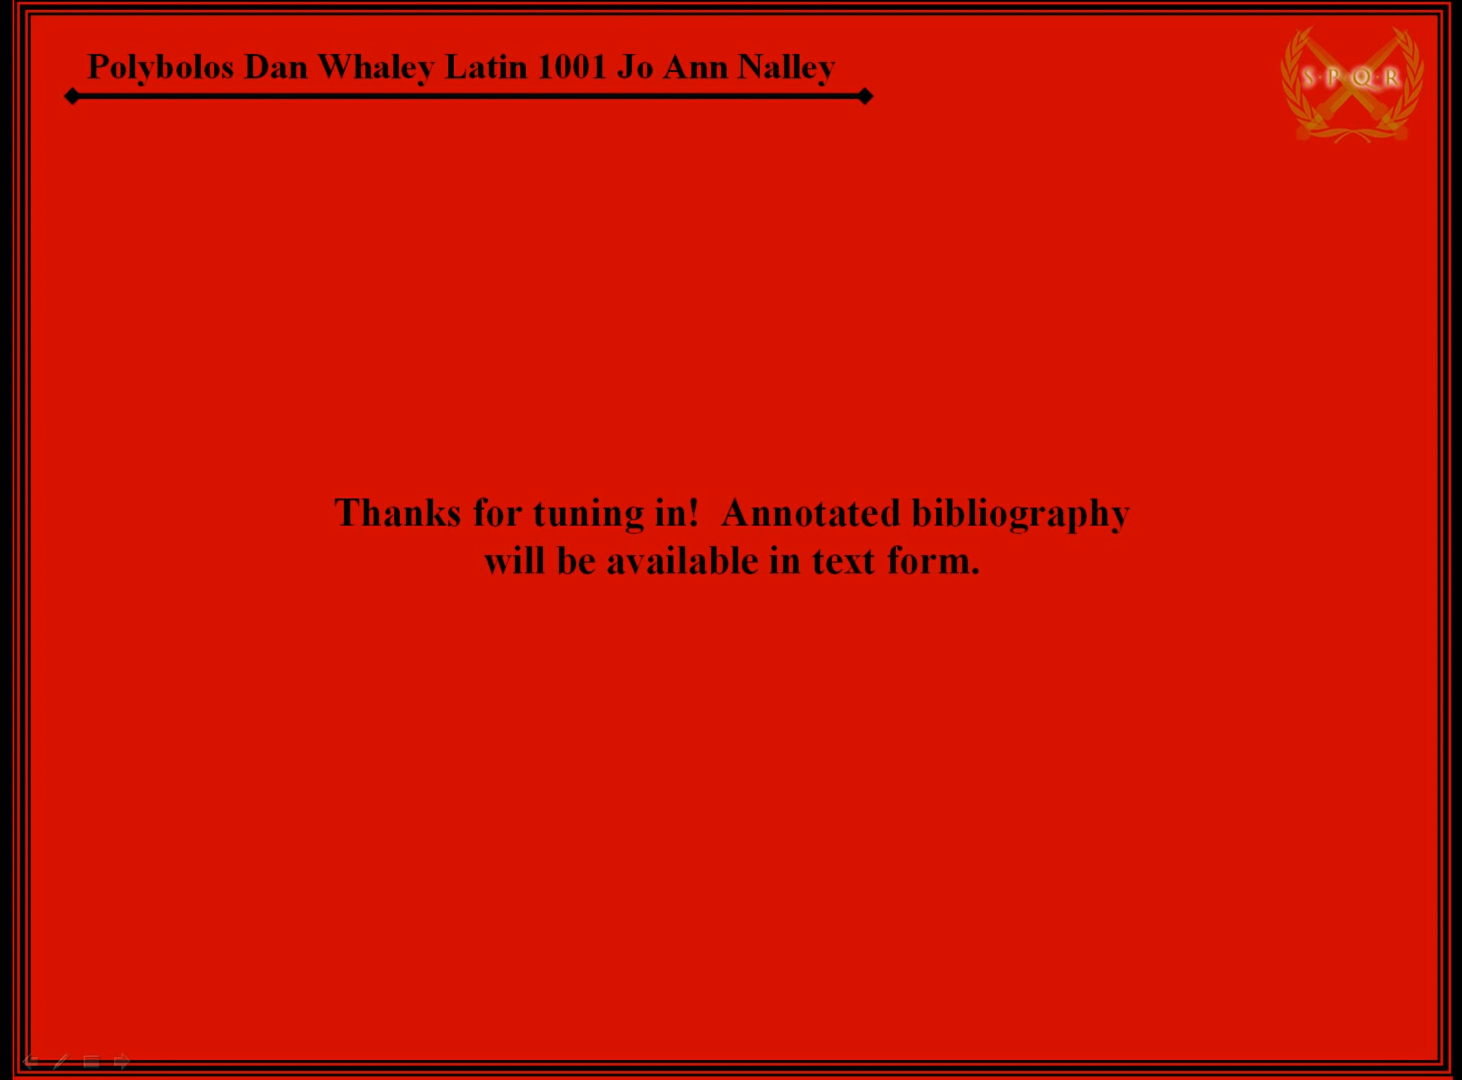 Polybolos Dan Whaley Latin 1001 Jo Ann Nalley
S·P·Q·R
Thanks for tuning in!  Annotated bibliography
will be available in text form.